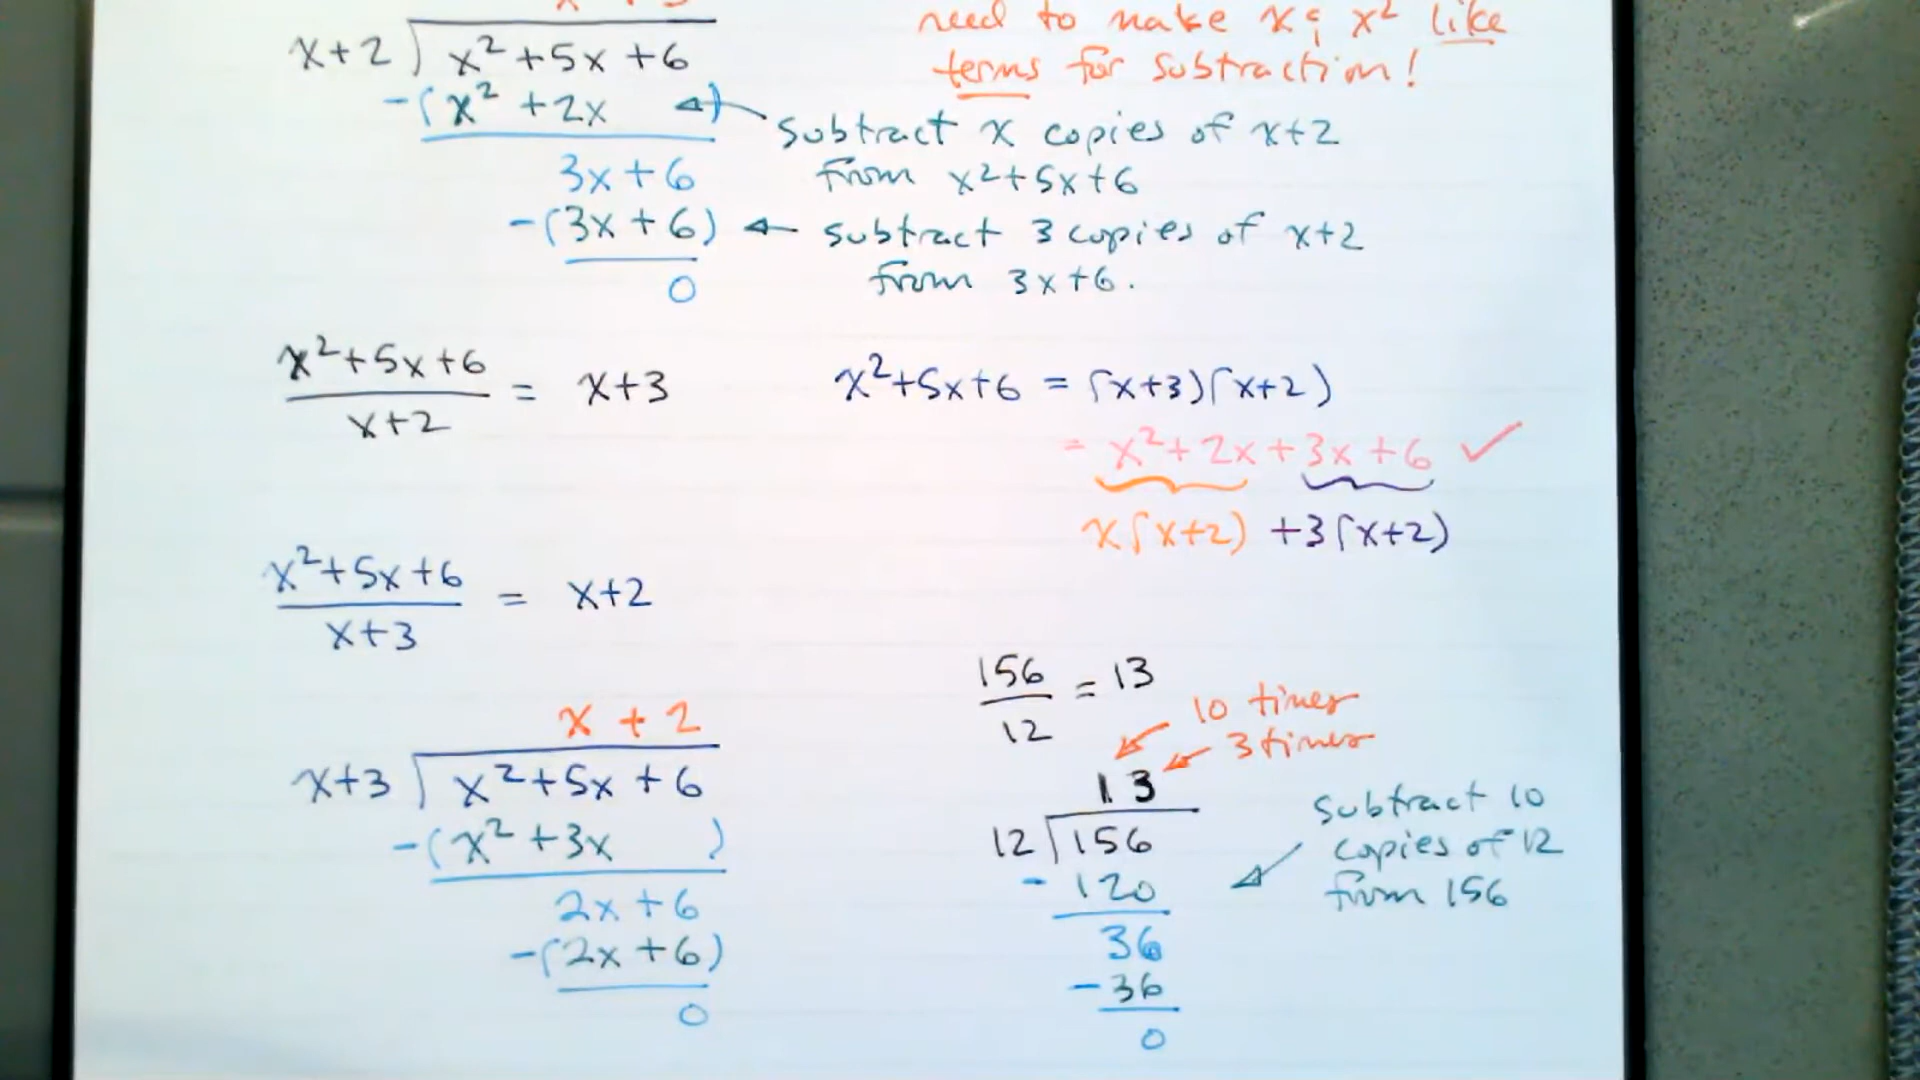 need to make x & x² like
terms for subtraction!
x+2 ) x²+5x+6
-(x²+2x )
subtract x copies of x+2
from x²+5x+6
3x+6
-(3x+6)
subtract 3 copies of x+2
from 3x+6.
0
x²+5x+6 / x+2 = x+3
x²+5x+6 = (x+3)(x+2)
= x²+2x+3x+6 ✓
x(x+2) +3(x+2)
x²+5x+6 / x+3 = x+2
x + 2
x+3 ) x²+5x+6
-(x²+3x )
2x+6
-(2x+6)
0
156 / 12 = 13
10 times
3 times
13
12 ) 156
- 120
subtract 10
copies of 12
from 156
36
-36
0